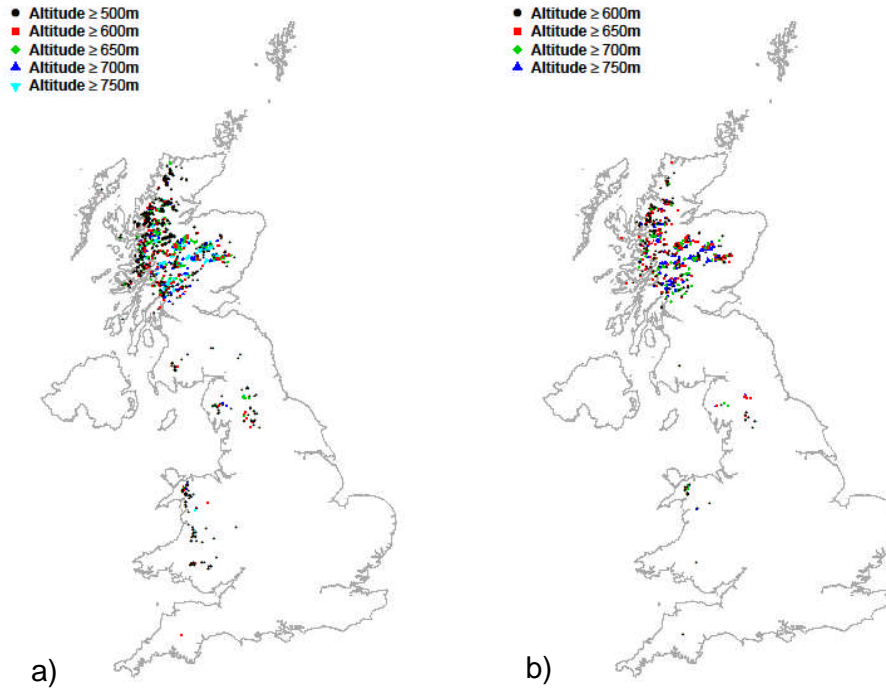 Altitude ≥ 500m
Altitude ≥ 600m
Altitude ≥ 650m
Altitude ≥ 700m
Altitude ≥ 750m
Altitude ≥ 600m
Altitude ≥ 650m
Altitude ≥ 700m
Altitude ≥ 750m
a)
b)